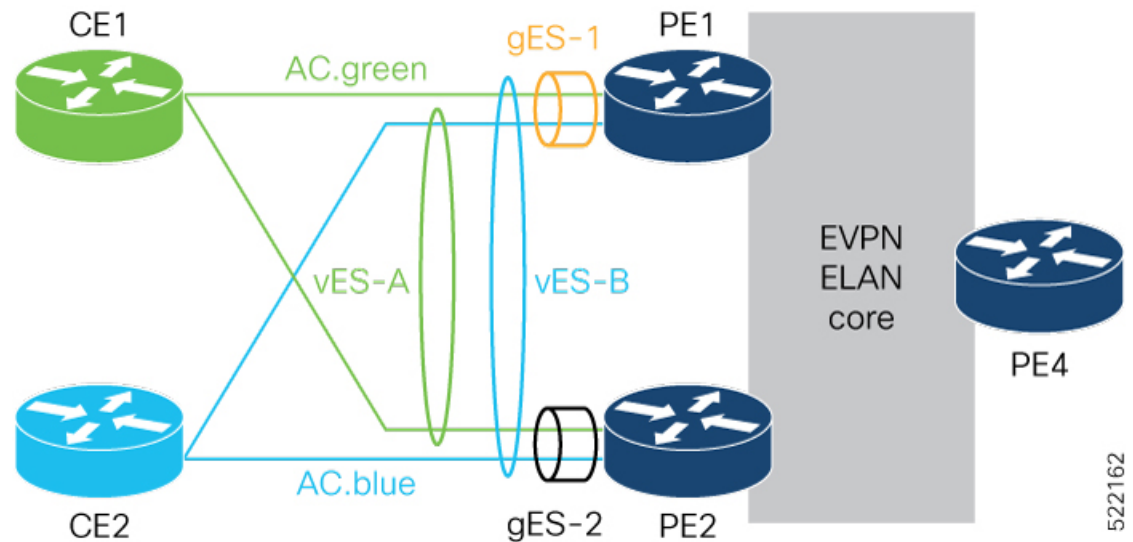 CE1
PE1
gES-1
AC.green
vES-A
vES-B
EVPN
ELAN
core
PE4
AC.blue
CE2
gES-2
PE2
522162